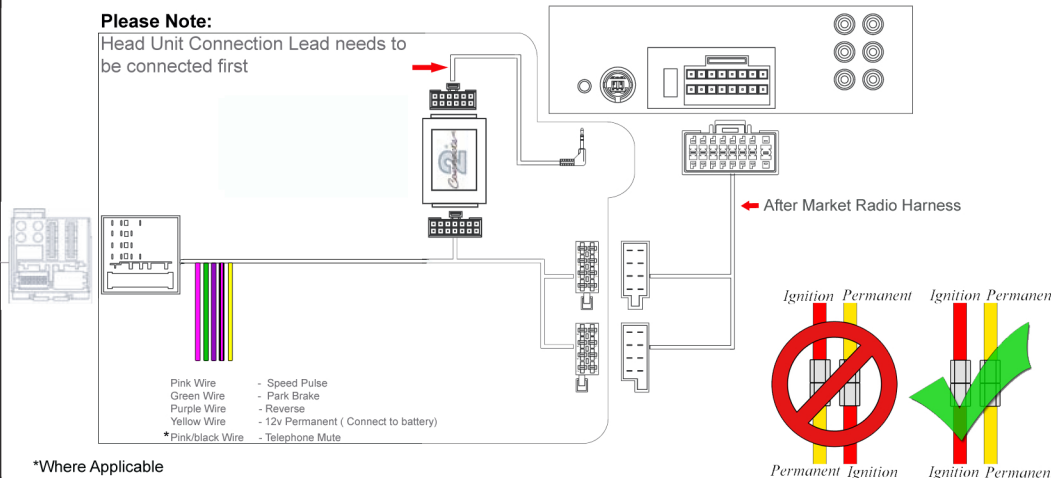 Please Note:
Head Unit Connection Lead needs to
be connected first
Connects 2
After Market Radio Harness
Ignition Permanent
Ignition Permanen
Pink Wire - Speed Pulse
Green Wire - Park Brake
Purple Wire - Reverse
Yellow Wire - 12v Permanent ( Connect to battery)
*Pink/black Wire - Telephone Mute
Permanent Ignition
Ignition Permanen
*Where Applicable